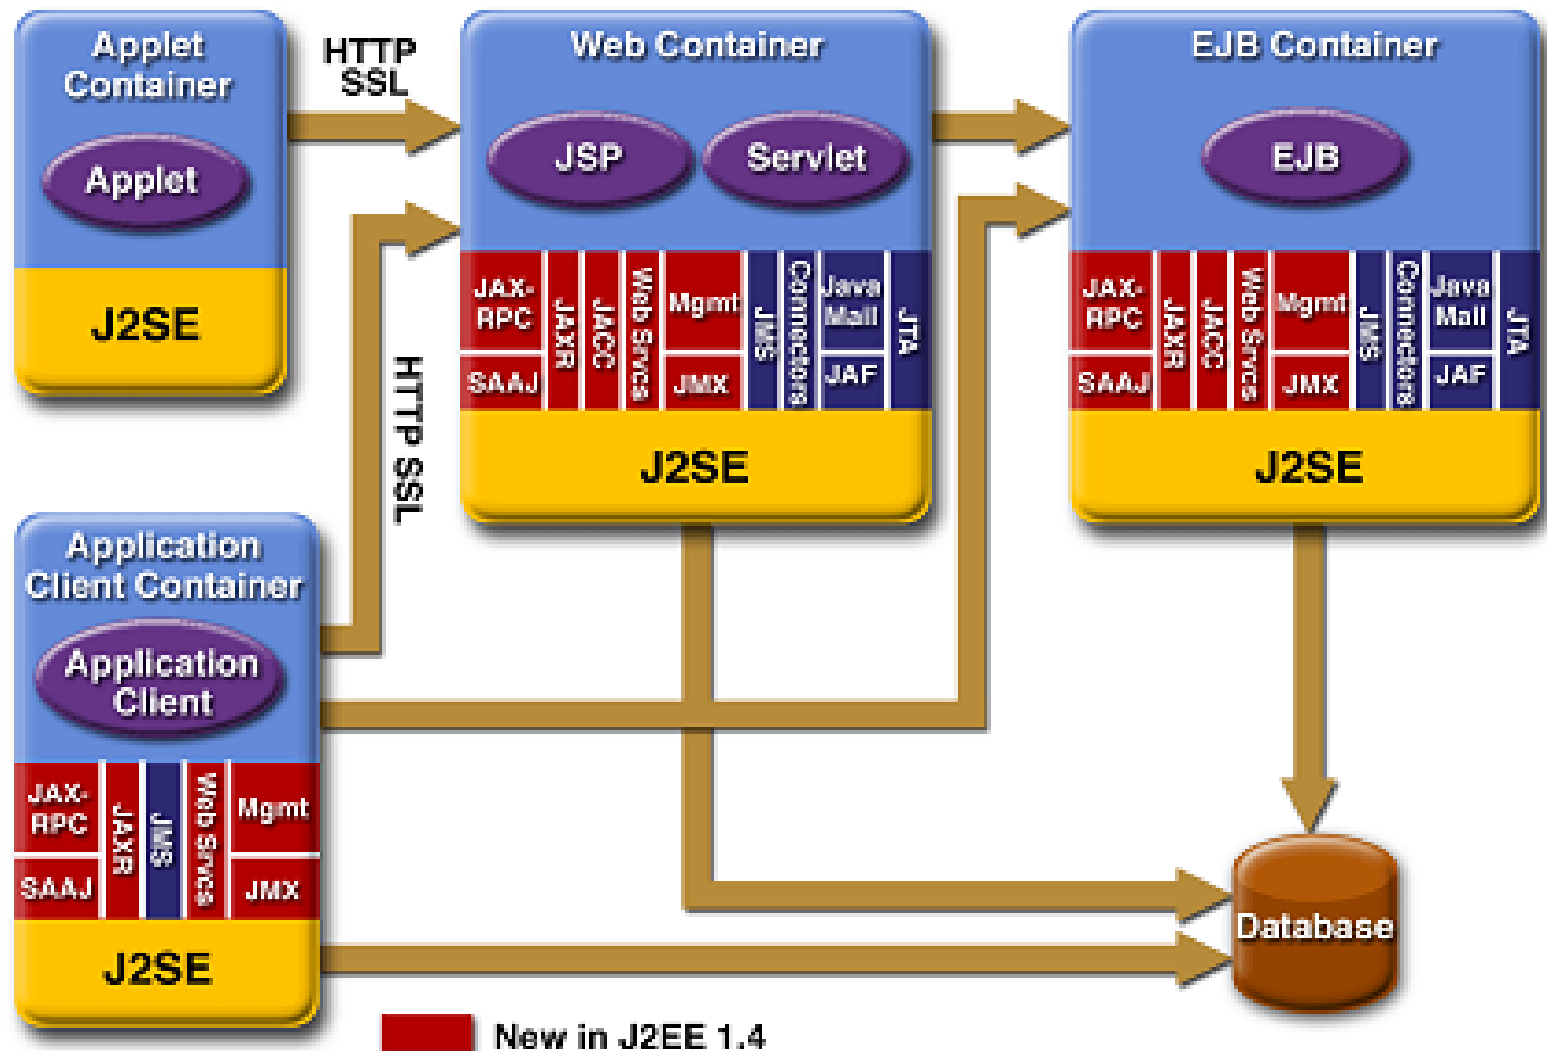 Applet
Container
Applet
J2SE
HTTP
SSL
Web Container
JSP
Servlet
JAX-
RPC
SAAJ
JAXR
JACC
Web Srvcs
Mgmt
JMX
JMS
Connectors
Java
Mail
JAF
JTA
J2SE
EJB Container
EJB
JAX-
RPC
SAAJ
JAXR
JACC
Web Srvcs
Mgmt
JMX
JMS
Connectors
Java
Mail
JAF
JTA
J2SE
HTTP SSL
Application
Client Container
Application
Client
JAX-
RPC
SAAJ
JAXR
JMS
Web Srvcs
Mgmt
JMX
J2SE
Database
New in J2EE 1.4